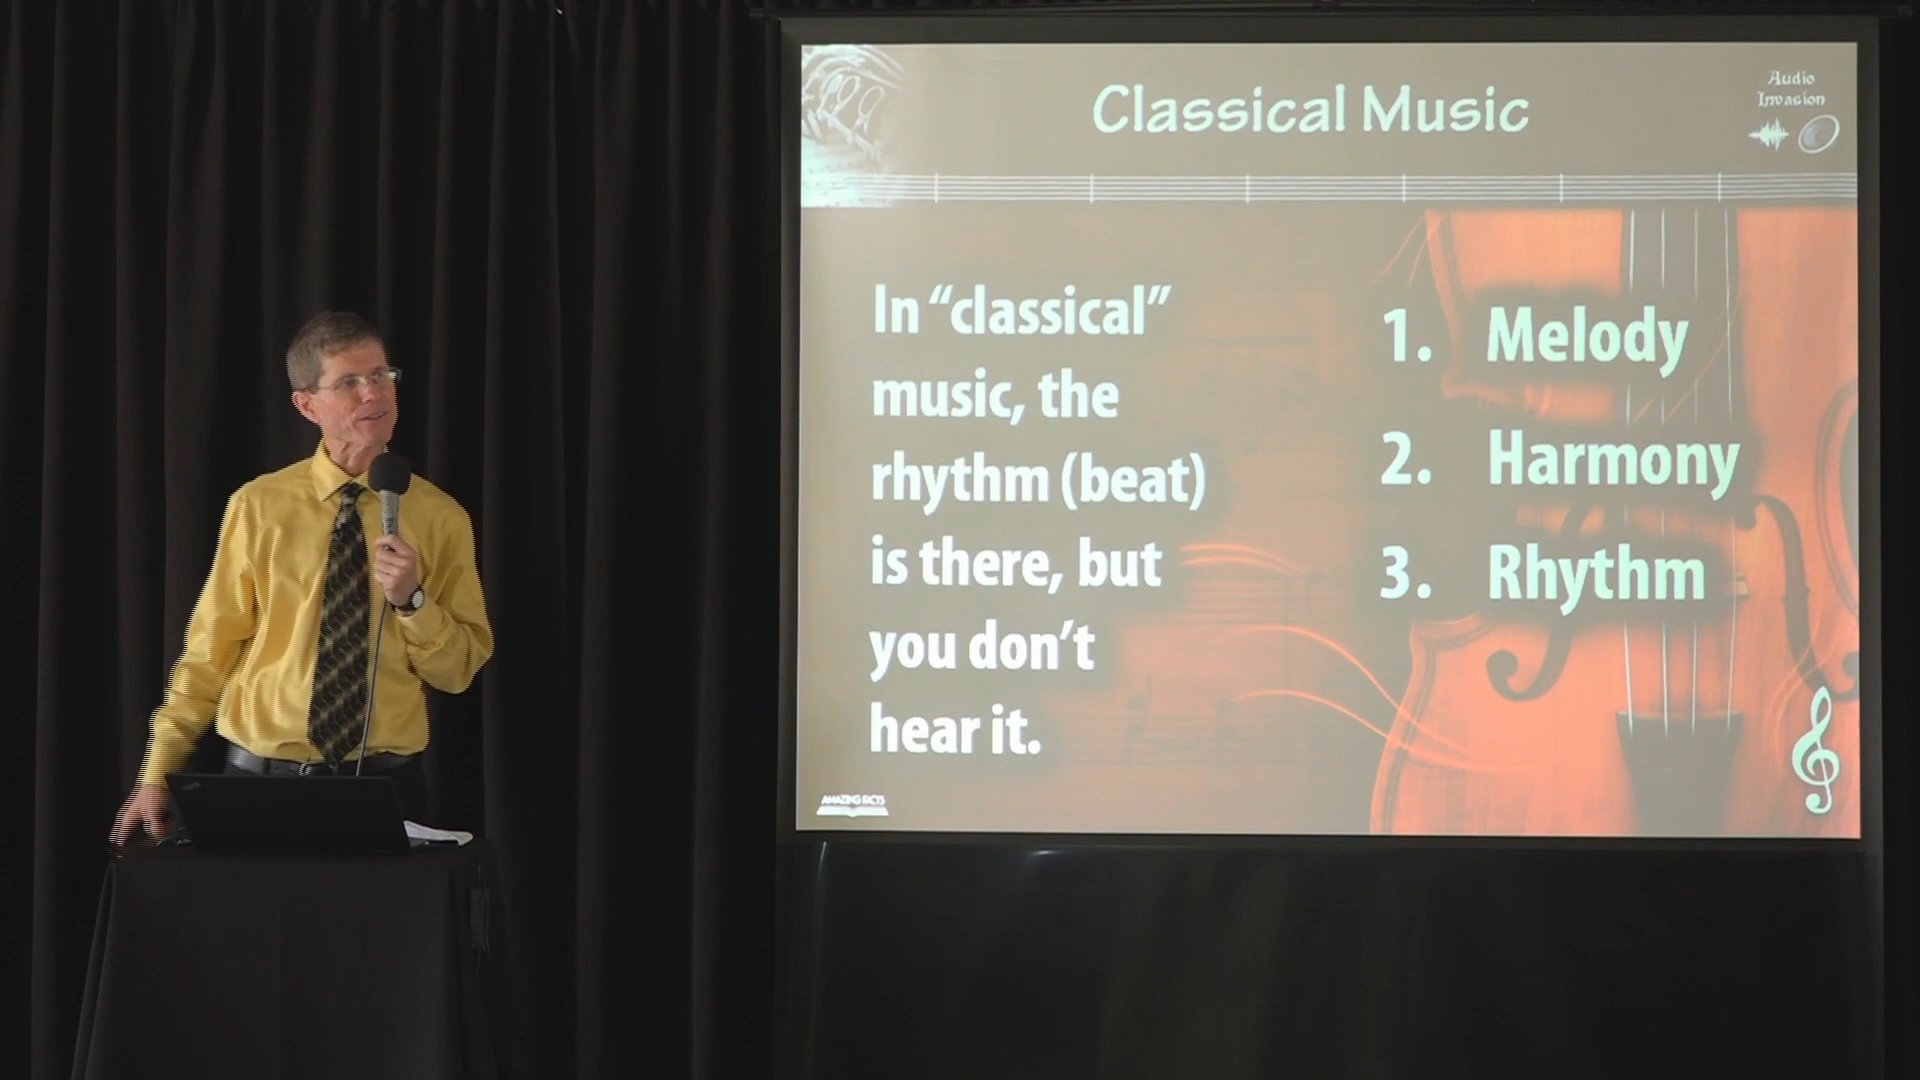 Classical Music
Audio
Invasion
In “classical”
music, the
rhythm (beat)
is there, but
you don’t
hear it.
1. Melody
2. Harmony
3. Rhythm
AMAZING FACTS